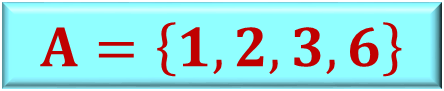 A = {1, 2, 3, 6}